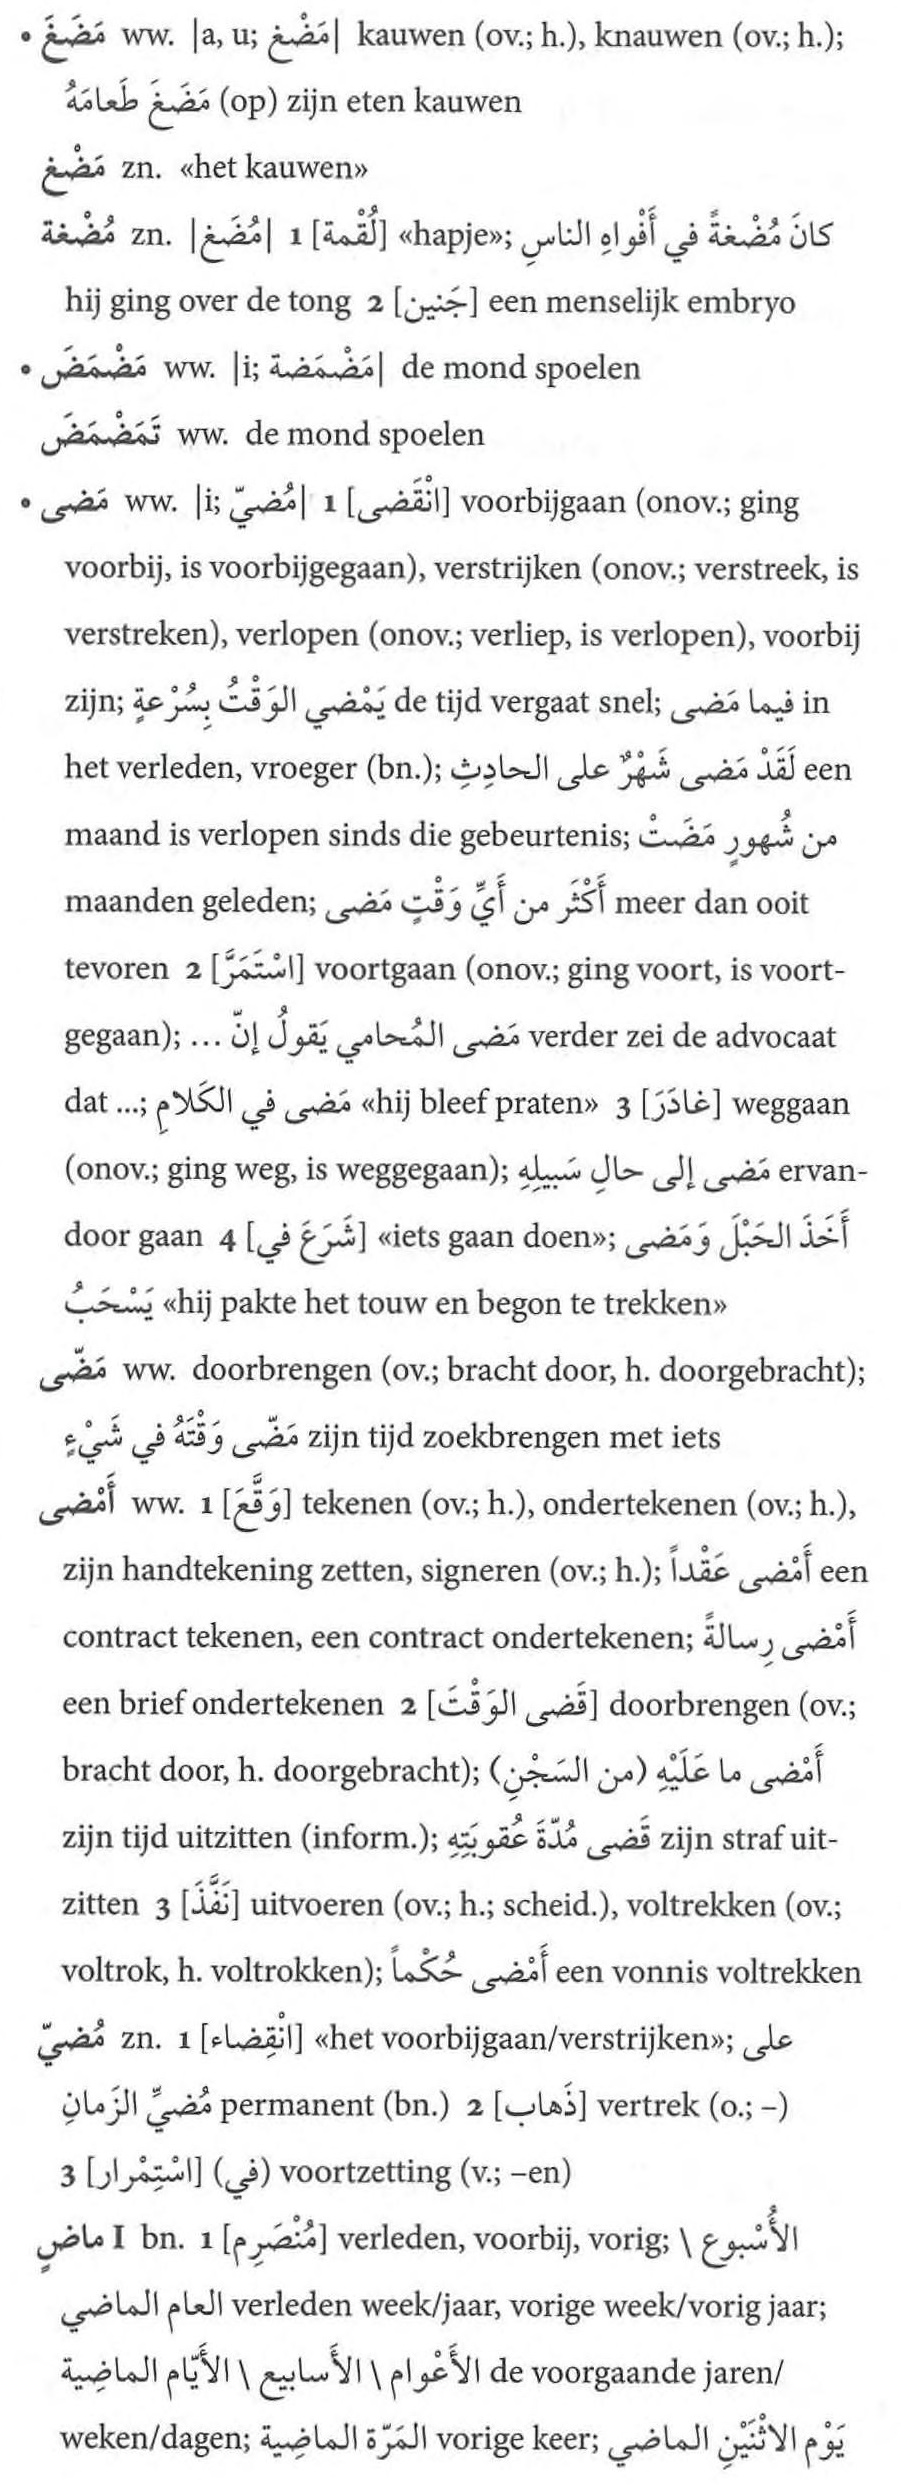 • مَضَغَ ww. |a, u; مَضْغ| kauwen (ov.; h.), knauwen (ov.; h.);
مَضَغَ طَعامَهُ (op) zijn eten kauwen
مَضْغ zn. «het kauwen»
مُضْغة zn. |مُضَغ| 1 [لُقْمة] «hapje»; كانَ مُضْغةً في أَفْواهِ الناسِ
hij ging over de tong 2 [جَنين] een menselijk embryo
• مَضْمَضَ ww. |i; مَضْمَضة| de mond spoelen
تَمَضْمَضَ ww. de mond spoelen
• مَضى ww. |i; مُضيّ| 1 [انْقَضى] voorbijgaan (onov.; ging
voorbij, is voorbijgegaan), verstrijken (onov.; verstreek, is
verstreken), verlopen (onov.; verliep, is verlopen), voorbij
zijn; يَمْضي الوَقْتُ بِسُرْعةٍ de tijd vergaat snel; فيما مَضى in
het verleden, vroeger (bn.); لَقَدْ مَضى شَهْرٌ على الحادِثِ een
maand is verlopen sinds die gebeurtenis; من شُهورٍ مَضَتْ
maanden geleden; أَكْثَر من أَيِّ وَقْتٍ مَضى meer dan ooit
tevoren 2 [اسْتَمَرَّ] voortgaan (onov.; ging voort, is voort-
gegaan); مَضى المُحامي يَقولُ إنّ ... verder zei de advocaat
dat ...; مَضى في الكَلامِ «hij bleef praten» 3 [غادَرَ] weggaan
(onov.; ging weg, is weggegaan); مَضى إلى حالِ سَبيلِهِ ervan-
door gaan 4 [شَرَعَ في] «iets gaan doen»; أَخَذَ الحَبْلَ وَمَضى
يَسْحَبُ «hij pakte het touw en begon te trekken»
مَضّى ww. doorbrengen (ov.; bracht door, h. doorgebracht);
مَضّى وَقْتَهُ في شَيْءٍ zijn tijd zoekbrengen met iets
أَمْضى ww. 1 [وَقَّعَ] tekenen (ov.; h.), ondertekenen (ov.; h.),
zijn handtekening zetten, signeren (ov.; h.); أَمْضى عَقْداً een
contract tekenen, een contract ondertekenen; أَمْضى رِسالةً
een brief ondertekenen 2 [قَضى الوَقْتَ] doorbrengen (ov.;
bracht door, h. doorgebracht); أَمْضى ما عَلَيْهِ (من السَجْنِ)
zijn tijd uitzitten (inform.); قَضى مُدّةَ عُقوبَتِهِ zijn straf uit-
zitten 3 [نَفَّذَ] uitvoeren (ov.; h.; scheid.), voltrekken (ov.;
voltrok, h. voltrokken); أَمْضى حُكْماً een vonnis voltrekken
مُضيّ zn. 1 [انْقِضاء] «het voorbijgaan/verstrijken»; على
مُضيِّ الزَمانِ permanent (bn.) 2 [ذَهاب] vertrek (o.; –)
3 [اسْتِمْرار] (في) voortzetting (v.; –en)
ماضٍ I bn. 1 [مُنْصَرِم] verleden, voorbij, vorig; الأُسْبوع \
العام الماضي verleden week/jaar, vorige week/vorig jaar;
الأَعْوام \ الأَسابيع \ الأَيّام الماضِية de voorgaande jaren/
weken/dagen; المَرّة الماضِية vorige keer; يَوْم الاثْنَيْنِ الماضي